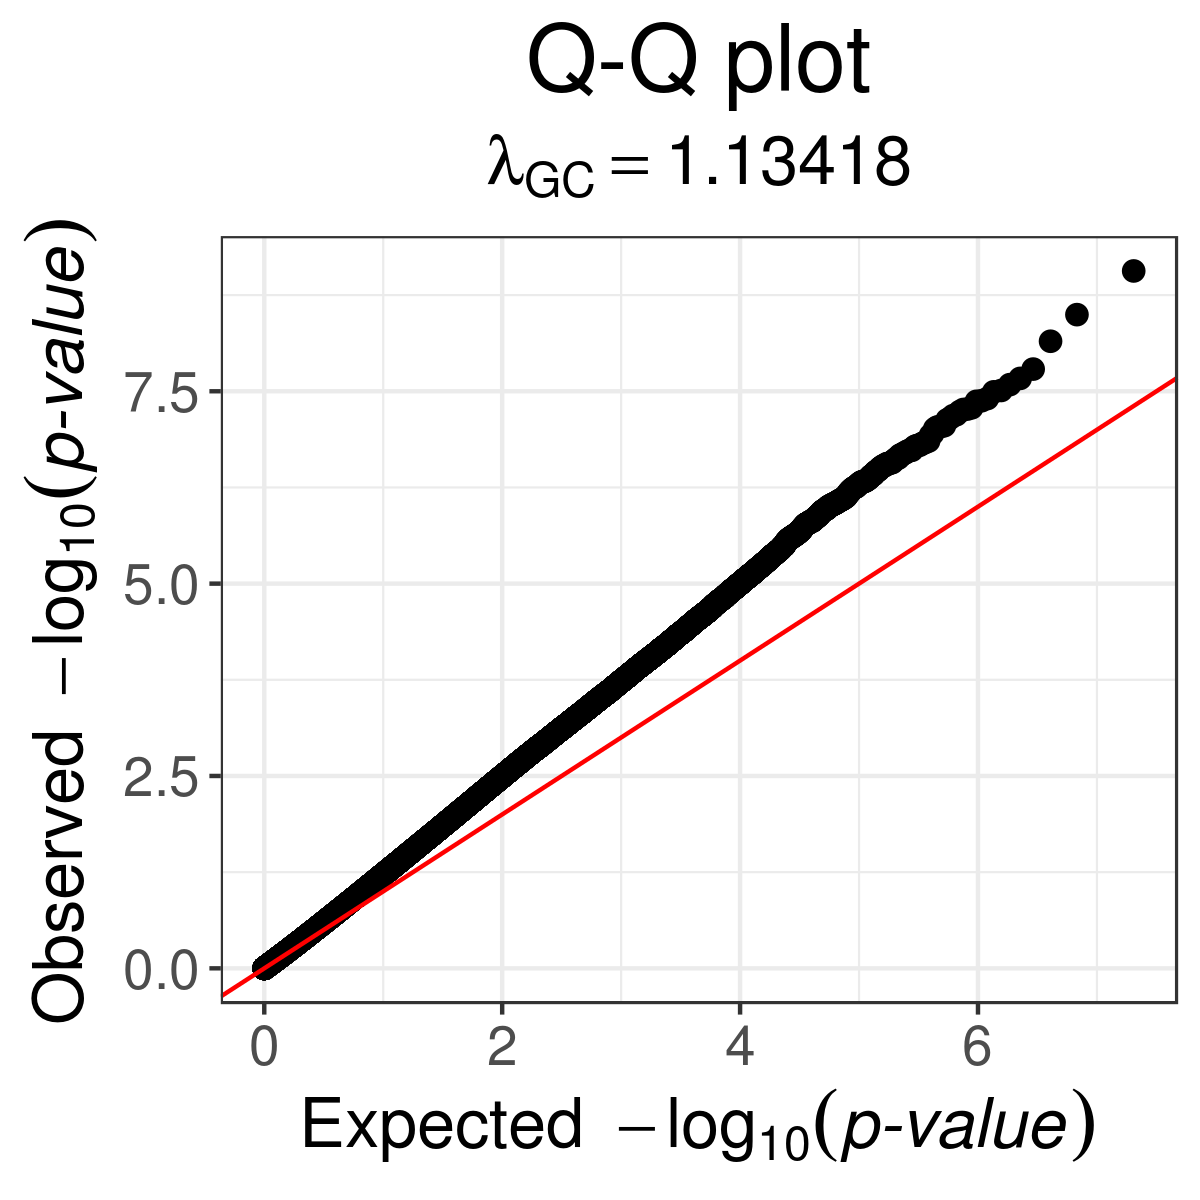 Q-Q plot
λGC = 1.13418
Observed −log10(p-value)
7.5
5.0
2.5
0.0
0 2 4 6
Expected −log10(p-value)